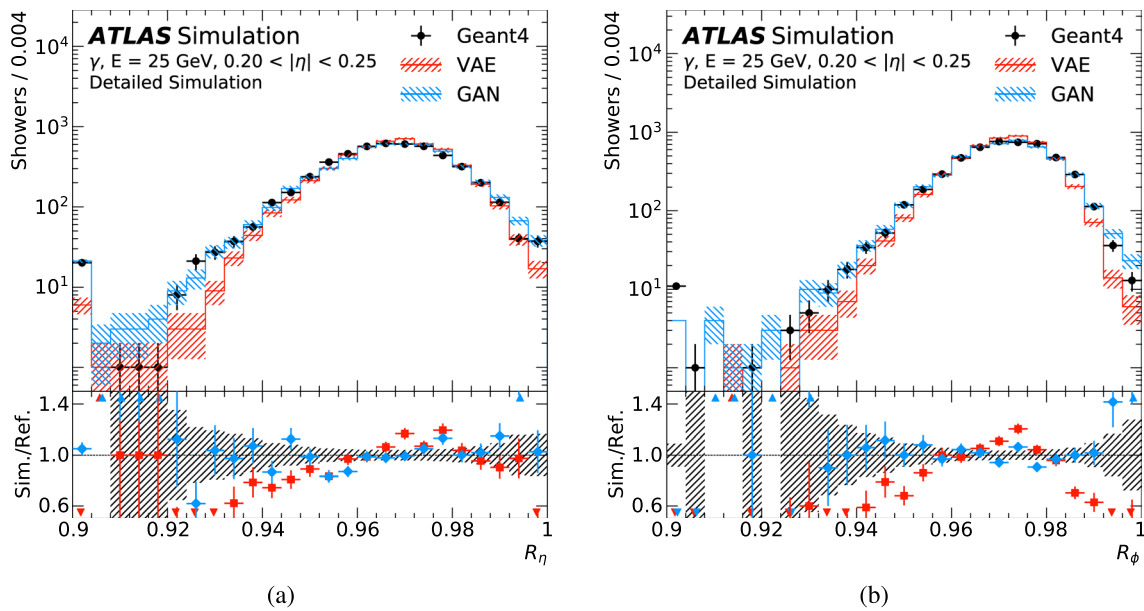 ATLAS Simulation
γ, E = 25 GeV, 0.20 < |η| < 0.25
Detailed Simulation
Geant4
VAE
GAN
Showers / 0.004
10⁴
10³
10²
10¹
Sim./Ref.
1.4
1.0
0.6
0.9 0.92 0.94 0.96 0.98 1
Rη
(a)
ATLAS Simulation
γ, E = 25 GeV, 0.20 < |η| < 0.25
Detailed Simulation
Geant4
VAE
GAN
Showers / 0.004
10⁴
10³
10²
10¹
Sim./Ref.
1.4
1.0
0.6
0.9 0.92 0.94 0.96 0.98 1
Rϕ
(b)